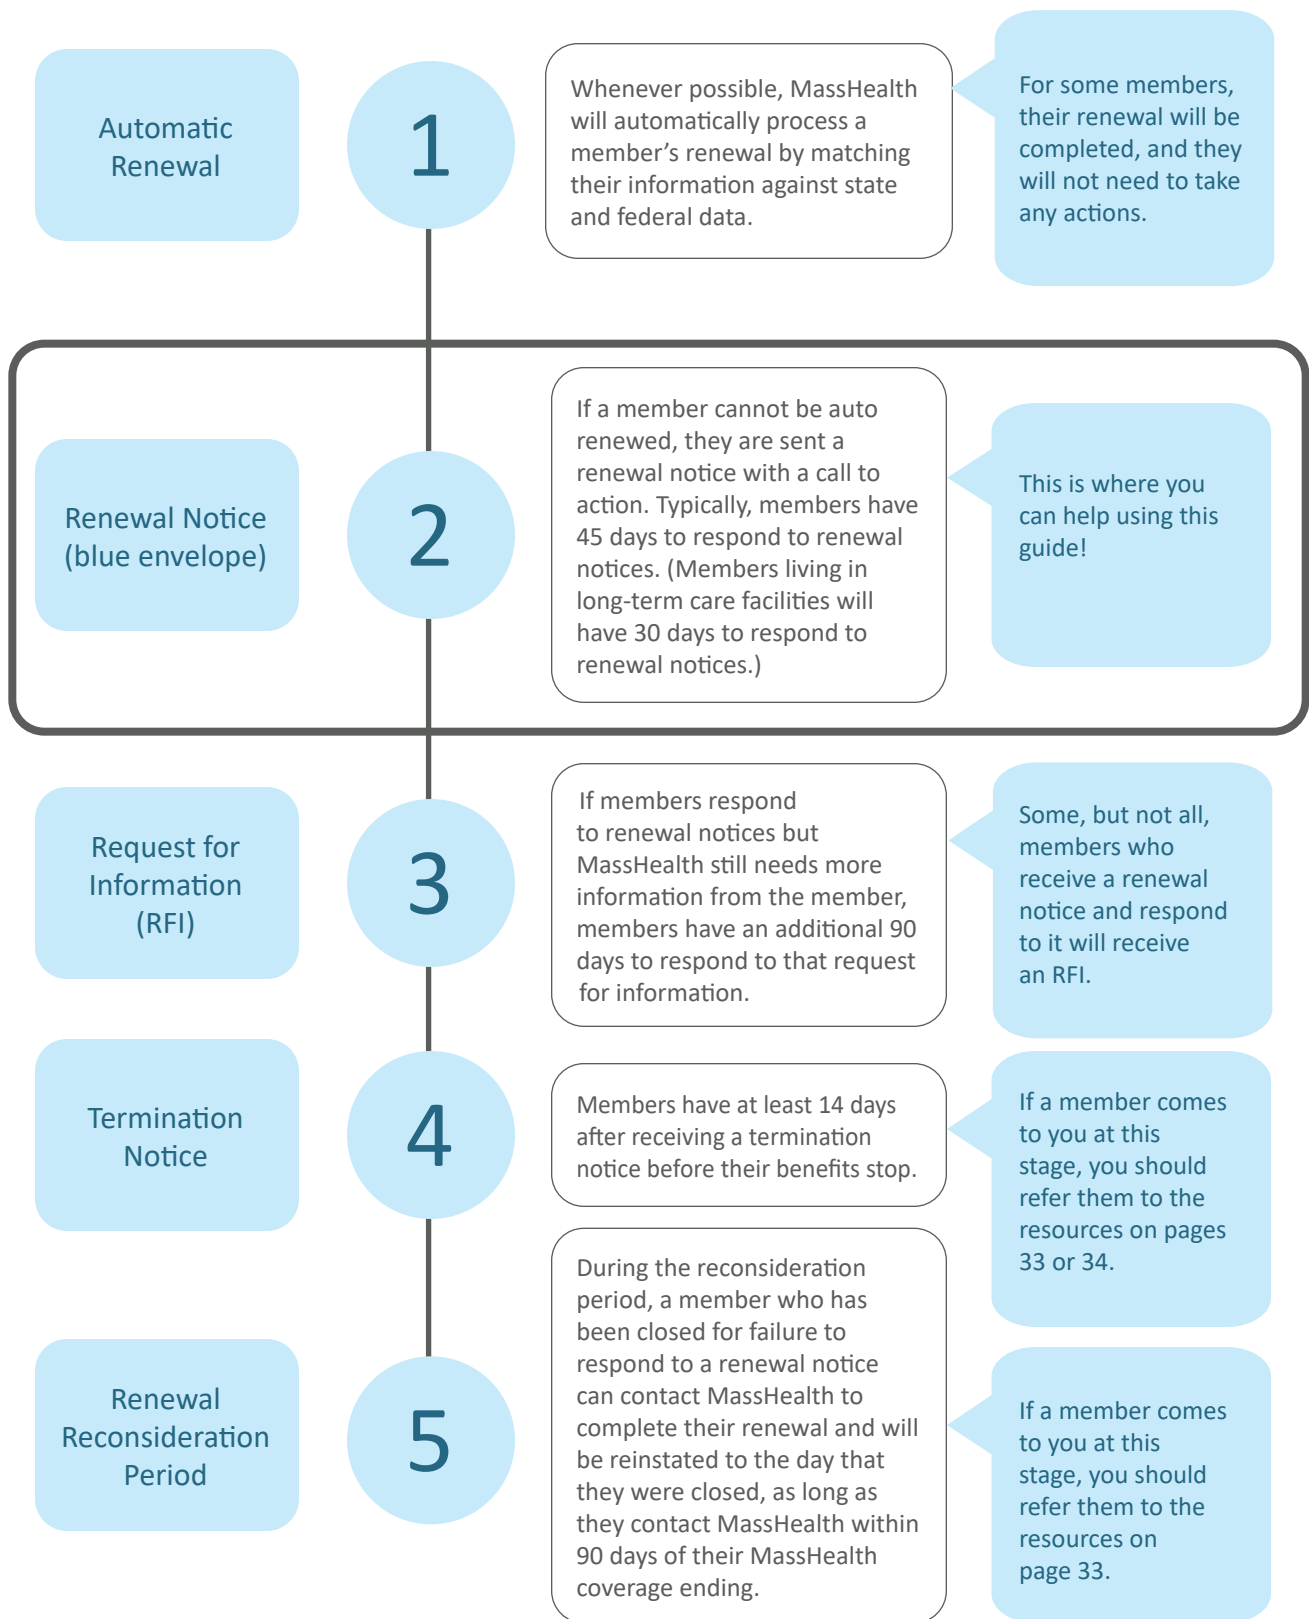 Automatic
Renewal
1
Whenever possible, MassHealth
will automatically process a
member’s renewal by matching
their information against state
and federal data.
For some members,
their renewal will be
completed, and they
will not need to take
any actions.
Renewal Notice
(blue envelope)
2
If a member cannot be auto
renewed, they are sent a
renewal notice with a call to
action. Typically, members have
45 days to respond to renewal
notices. (Members living in
long-term care facilities will
have 30 days to respond to
renewal notices.)
This is where you
can help using this
guide!
Request for
Information
(RFI)
3
If members respond
to renewal notices but
MassHealth still needs more
information from the member,
members have an additional 90
days to respond to that request
for information.
Some, but not all,
members who
receive a renewal
notice and respond
to it will receive
an RFI.
Termination
Notice
4
Members have at least 14 days
after receiving a termination
notice before their benefits stop.
If a member comes
to you at this
stage, you should
refer them to the
resources on pages
33 or 34.
Renewal
Reconsideration
Period
5
During the reconsideration
period, a member who has
been closed for failure to
respond to a renewal notice
can contact MassHealth to
complete their renewal and will
be reinstated to the day that
they were closed, as long as
they contact MassHealth within
90 days of their MassHealth
coverage ending.
If a member comes
to you at this
stage, you should
refer them to the
resources on
page 33.